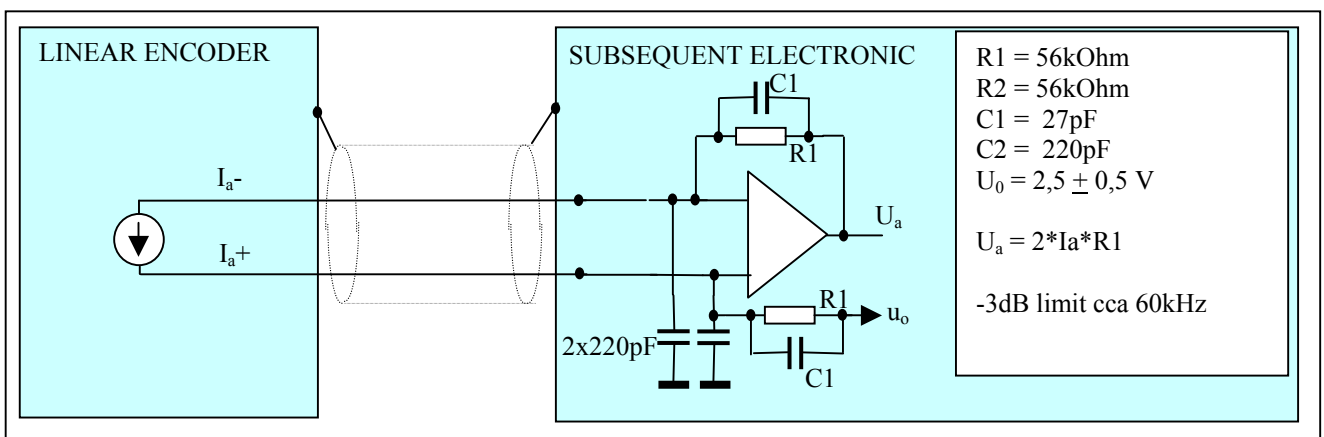 LINEAR ENCODER
SUBSEQUENT ELECTRONIC
C1
R1
Ia-
Ia+
Ua
R1
uo
2x220pF
C1
R1 = 56kOhm
R2 = 56kOhm
C1 = 27pF
C2 = 220pF
U0 = 2,5 ± 0,5 V
Ua = 2*Ia*R1
-3dB limit cca 60kHz